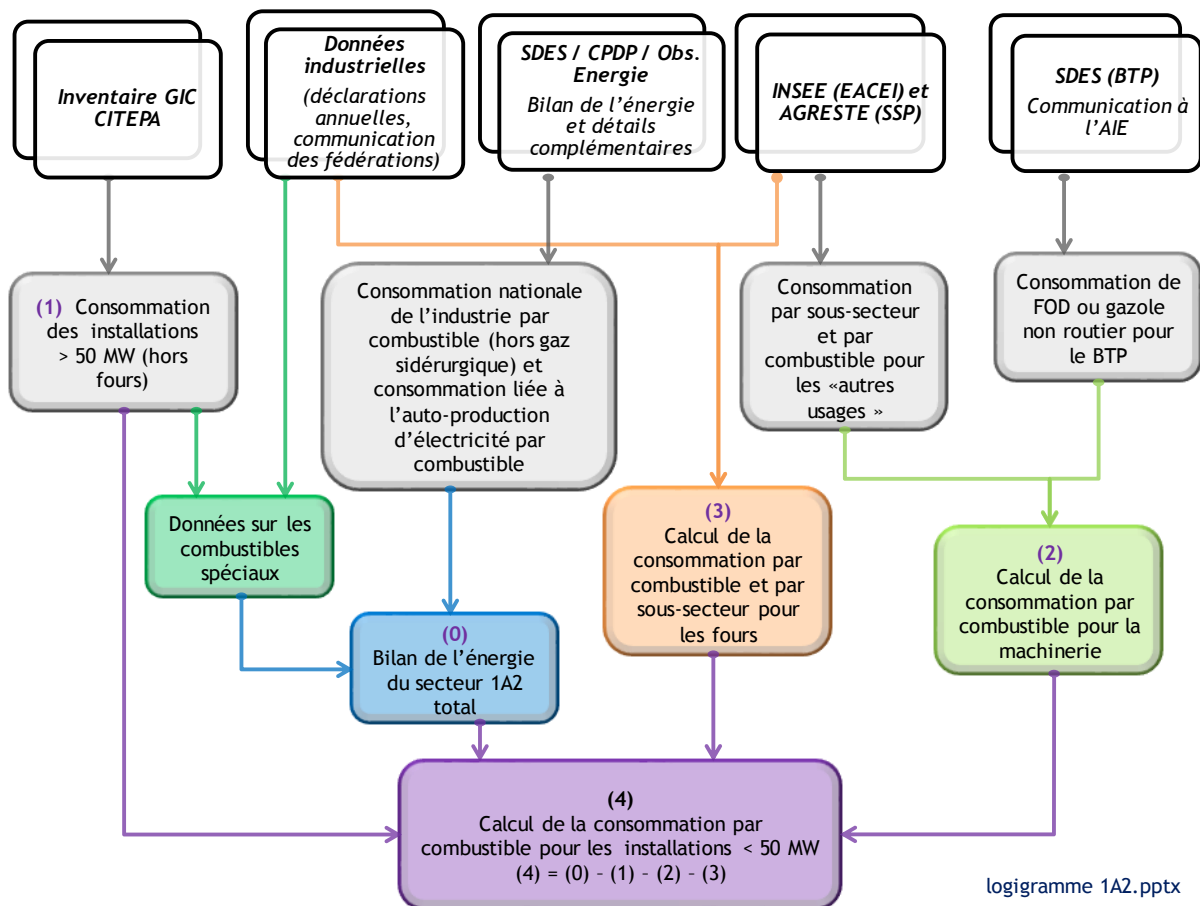 Inventaire GIC
CITEPA
Données
industrielles
(déclarations
annuelles,
communication
des fédérations)
SDES / CPDP / Obs.
Energie
Bilan de l’énergie
et détails
complémentaires
INSEE (EACEI) et
AGRESTE (SSP)
SDES (BTP)
Communication à
l’AIE
(1) Consommation
des installations
> 50 MW (hors
fours)
Consommation nationale
de l’industrie par
combustible (hors gaz
sidérurgique) et
consommation liée à
l’auto-production
d’électricité par
combustible
Consommation
par sous-secteur
et par
combustible pour
les «autres
usages »
Consommation de
FOD ou gazole
non routier pour
le BTP
Données sur les
combustibles
spéciaux
(3)
Calcul de la
consommation par
combustible et par
sous-secteur pour
les fours
(2)
Calcul de la
consommation par
combustible pour la
machinerie
(0)
Bilan de l’énergie
du secteur 1A2
total
(4)
Calcul de la consommation par
combustible pour les installations < 50 MW
(4) = (0) – (1) – (2) – (3)
logigramme 1A2.pptx